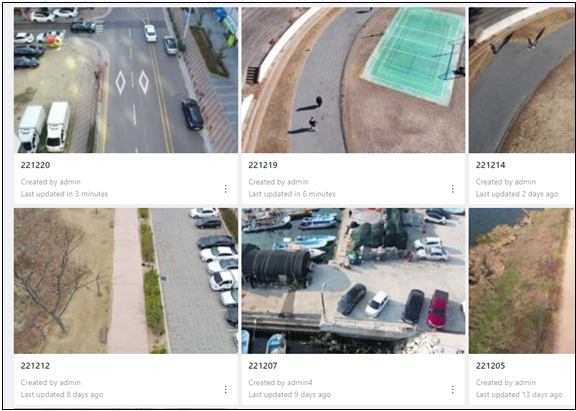 221220
Created by admin
Last updated in 3 minutes
221219
Created by admin
Last updated in 6 minutes
221214
Created by admin
Last updated 2 days ago
221212
Created by admin
Last updated 8 days ago
221207
Created by admin4
Last updated 9 days ago
221205
Created by admin
Last updated 13 days ago